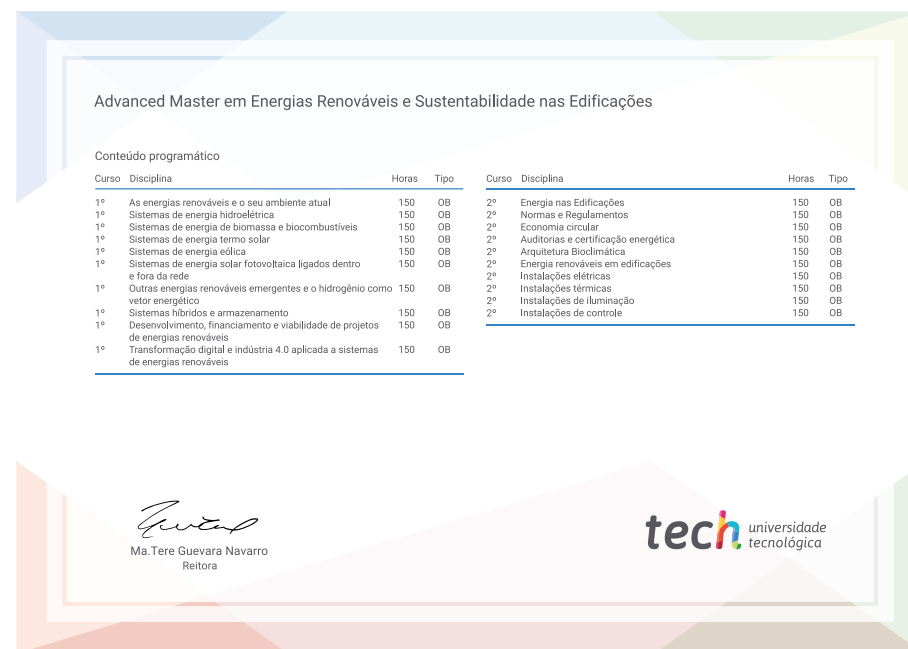 Advanced Master em Energias Renováveis e Sustentabilidade nas Edificações
Conteúdo programático
Curso Disciplina Horas Tipo
1º As energias renováveis e o seu ambiente atual 150 OB
1º Sistemas de energia hidroelétrica 150 OB
1º Sistemas de energia de biomassa e biocombustíveis 150 OB
1º Sistemas de energia termo solar 150 OB
1º Sistemas de energia eólica 150 OB
1º Sistemas de energia solar fotovoltaica ligados dentro 150 OB
e fora da rede
1º Outras energias renováveis emergentes e o hidrogênio como 150 OB
vetor energético
1º Sistemas híbridos e armazenamento 150 OB
1º Desenvolvimento, financiamento e viabilidade de projetos 150 OB
de energias renováveis
1º Transformação digital e indústria 4.0 aplicada a sistemas 150 OB
de energias renováveis
Curso Disciplina Horas Tipo
2º Energia nas Edificações 150 OB
2º Normas e Regulamentos 150 OB
2º Economia circular 150 OB
2º Auditorias e certificação energética 150 OB
2º Arquitetura Bioclimática 150 OB
2º Energia renováveis em edificações 150 OB
2º Instalações elétricas 150 OB
2º Instalações térmicas 150 OB
2º Instalações de iluminação 150 OB
2º Instalações de controle 150 OB
Ma.Tere Guevara Navarro
Reitora
tech universidade
tecnológica